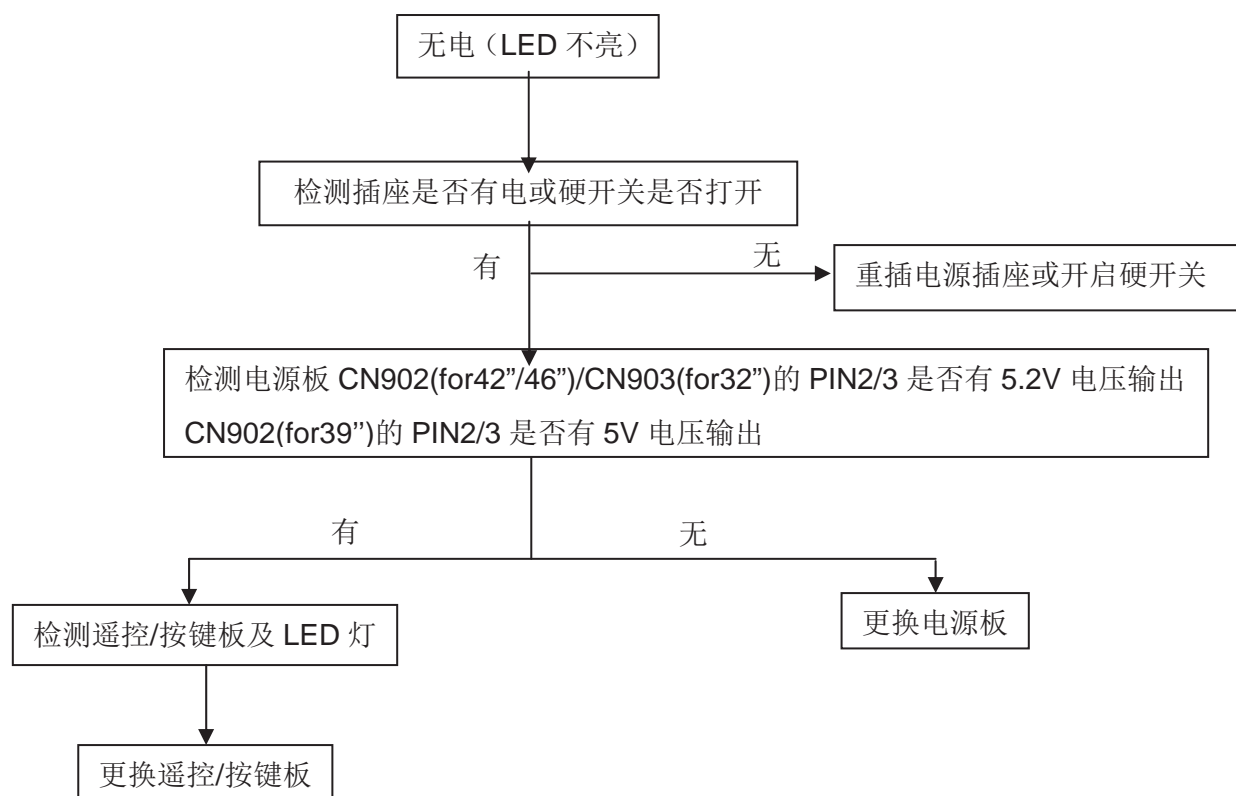 无电（LED 不亮）
检测插座是否有电或硬开关是否打开
有
无
重插电源插座或开启硬开关
检测电源板 CN902(for42”/46”)/CN903(for32”)的 PIN2/3 是否有 5.2V 电压输出
CN902(for39’’)的 PIN2/3 是否有 5V 电压输出
有
无
检测遥控/按键板及 LED 灯
更换电源板
更换遥控/按键板